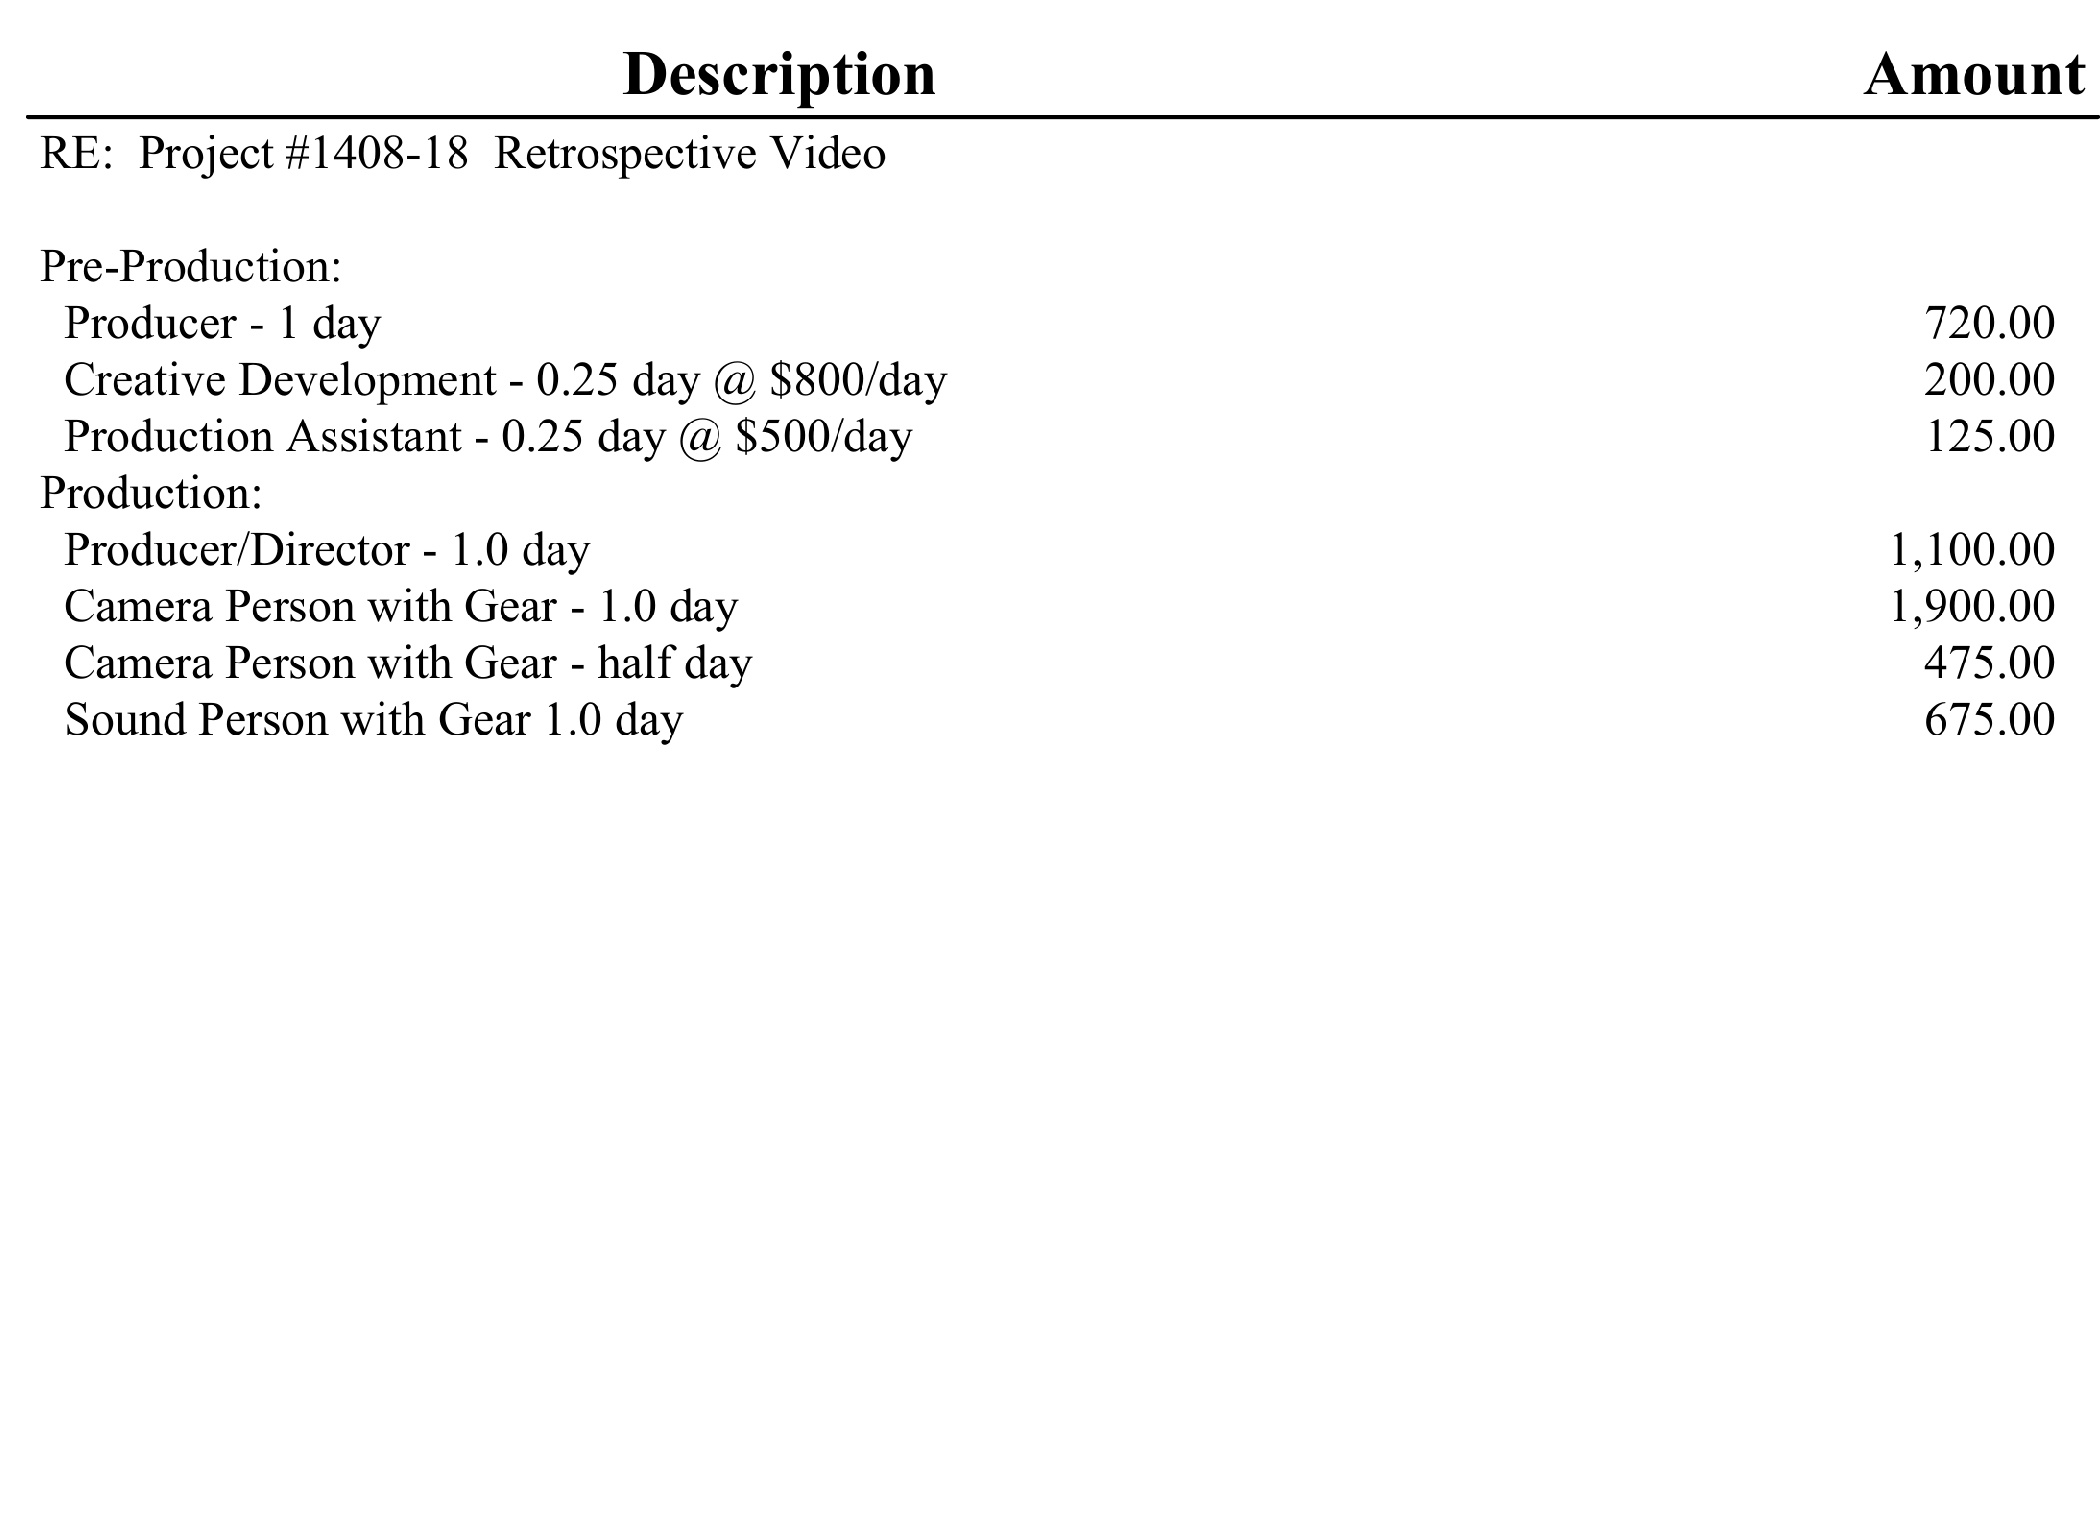 Description Amount
RE: Project #1408-18 Retrospective Video
Pre-Production:
Producer - 1 day 720.00
Creative Development - 0.25 day @ $800/day 200.00
Production Assistant - 0.25 day @ $500/day 125.00
Production:
Producer/Director - 1.0 day 1,100.00
Camera Person with Gear - 1.0 day 1,900.00
Camera Person with Gear - half day 475.00
Sound Person with Gear 1.0 day 675.00